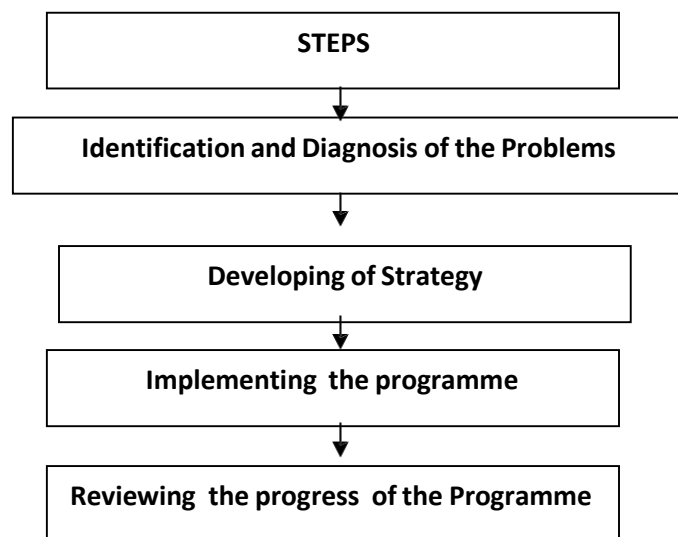 STEPS
Identification and Diagnosis of the Problems
Developing of Strategy
Implementing  the programme
Reviewing  the progress  of the Programme